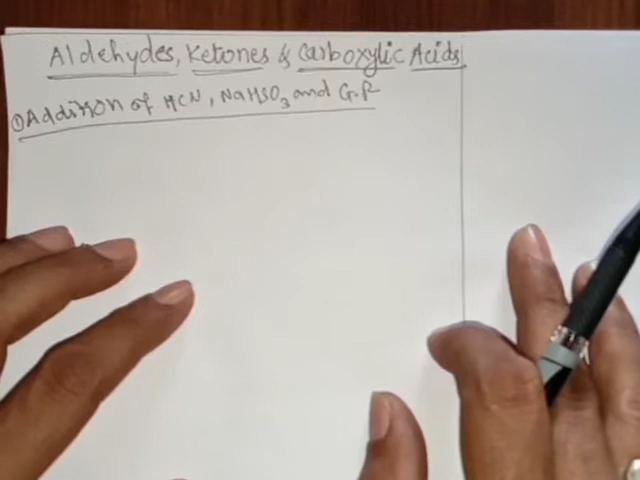 Aldehydes, Ketones & Carboxylic Acids
① Addition of HCN, NaHSO3 and G.R